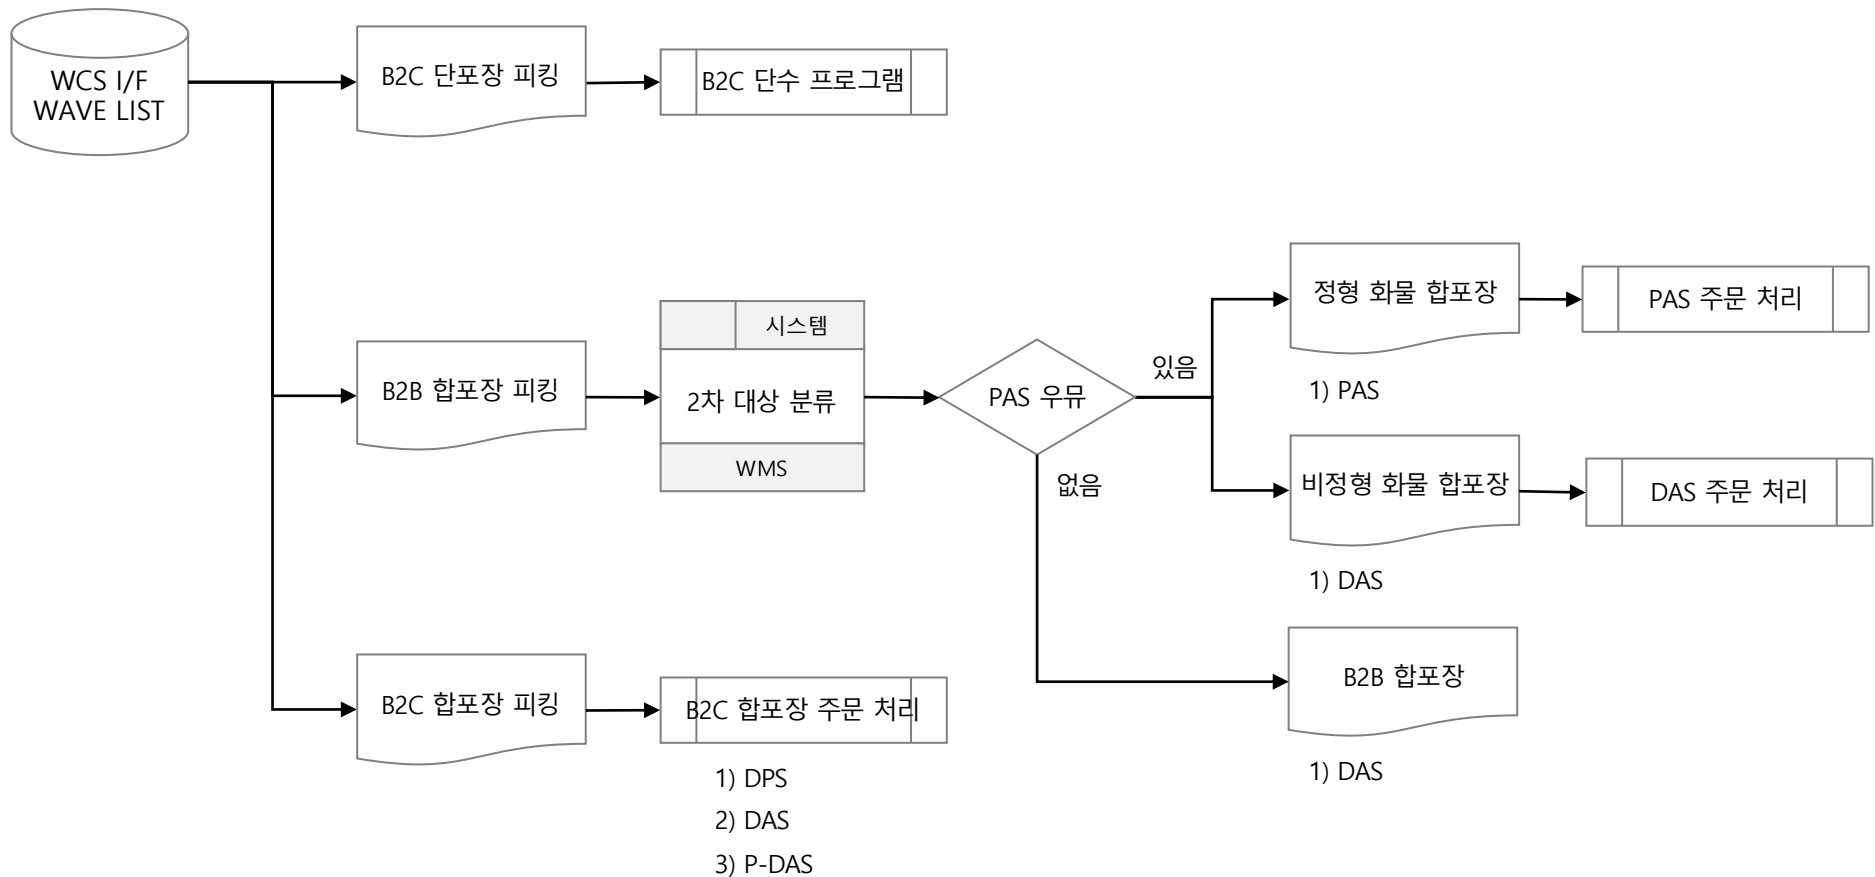 WCS I/F
WAVE LIST
B2C 단포장 피킹
B2C 단수 프로그램
B2B 합포장 피킹
시스템
2차 대상 분류
WMS
PAS 우뮤
있음
없음
정형 화물 합포장
PAS 주문 처리
1) PAS
비정형 화물 합포장
DAS 주문 처리
1) DAS
B2B 합포장
1) DAS
B2C 합포장 피킹
B2C 합포장 주문 처리
1) DPS
2) DAS
3) P-DAS